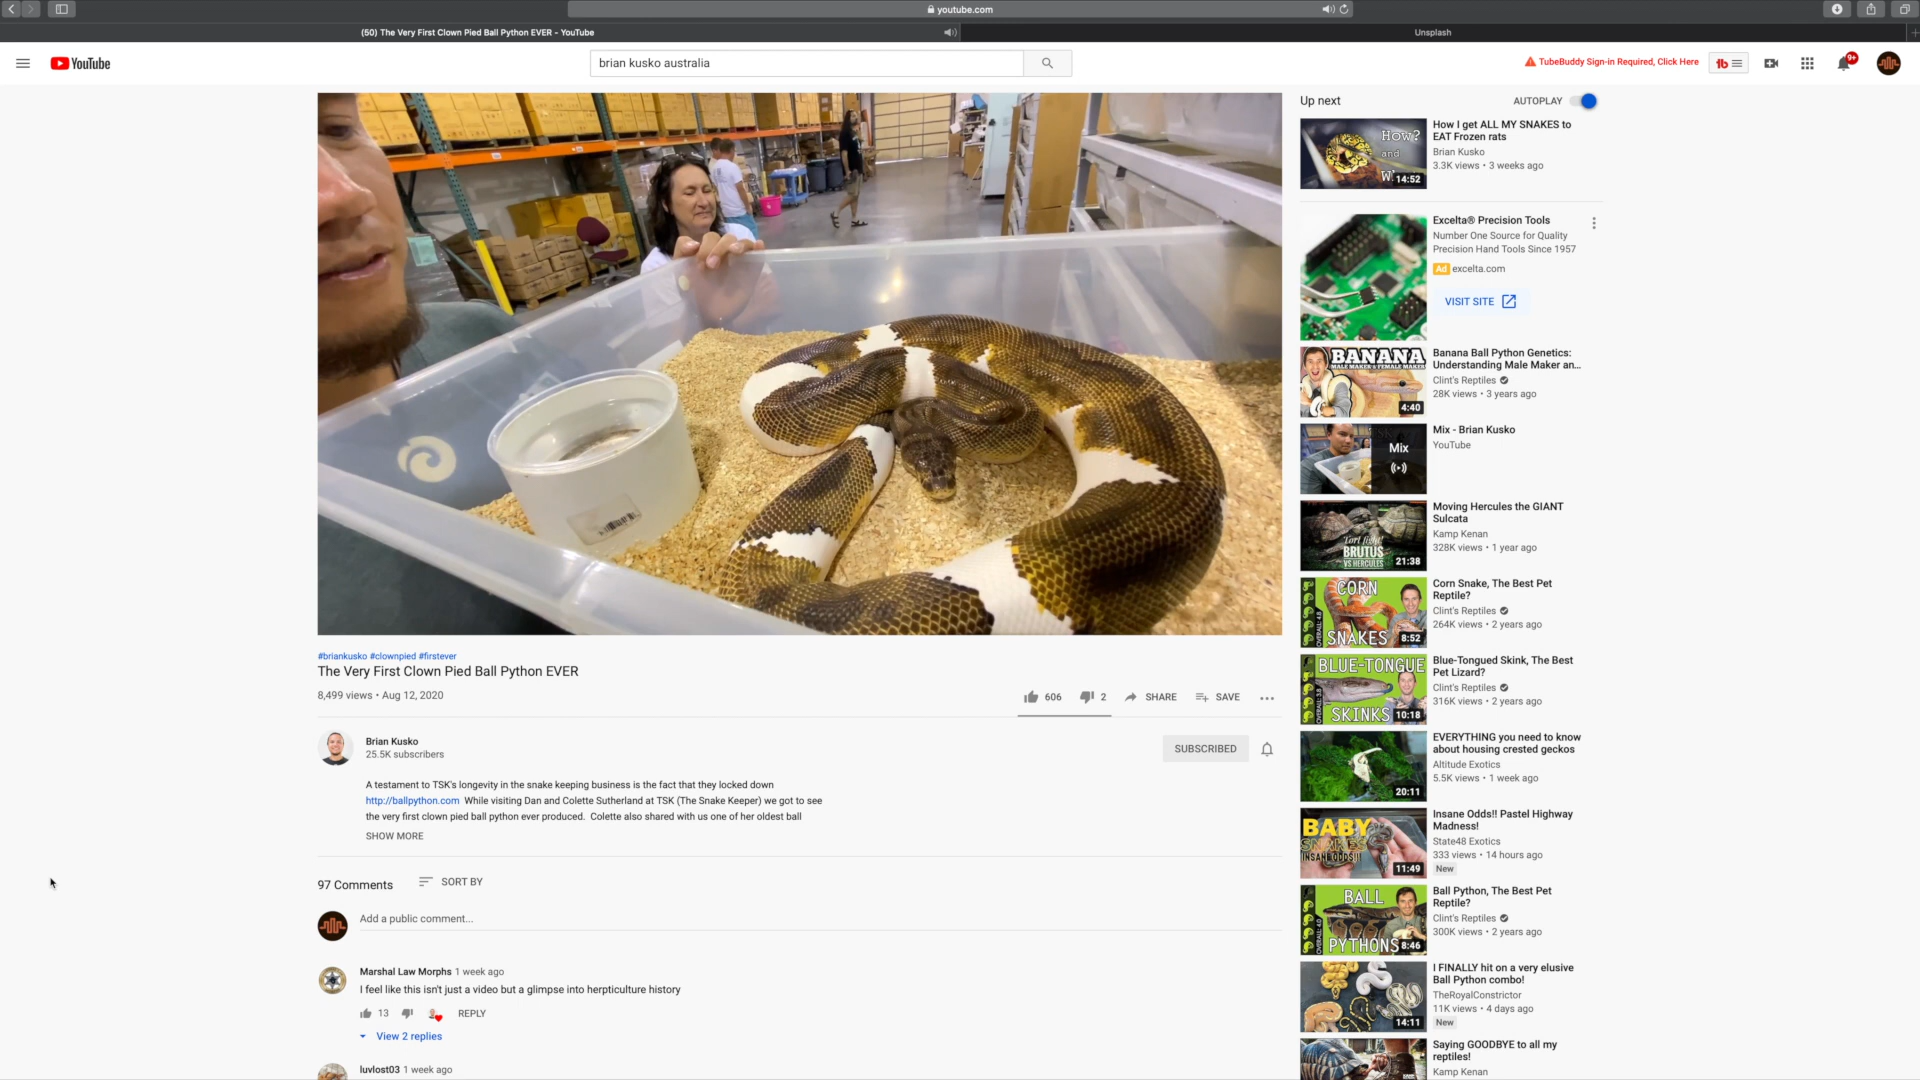 youtube.com
(50) The Very First Clown Pied Ball Python EVER - YouTube
Unsplash
YouTube
brian kusko australia
TubeBuddy Sign-in Required, Click Here
tb
9+
#briankusko #clownpied #firstever
The Very First Clown Pied Ball Python EVER
8,499 views • Aug 12, 2020
606
2
SHARE
SAVE
Brian Kusko
25.5K subscribers
SUBSCRIBED
A testament to TSK's longevity in the snake keeping business is the fact that they locked down
http://ballpython.com While visiting Dan and Colette Sutherland at TSK (The Snake Keeper) we got to see
the very first clown pied ball python ever produced. Colette also shared with us one of her oldest ball
SHOW MORE
97 Comments
SORT BY
Add a public comment...
Marshal Law Morphs 1 week ago
I feel like this isn't just a video but a glimpse into herpticulture history
13
REPLY
View 2 replies
luvlost03 1 week ago
Up next
AUTOPLAY
How?
and
W
14:52
How I get ALL MY SNAKES to
EAT Frozen rats
Brian Kusko
3.3K views • 3 weeks ago
Excelta® Precision Tools
Number One Source for Quality
Precision Hand Tools Since 1957
Ad excelta.com
VISIT SITE
BANANA
MALE MAKER & FEMALE MAKER
4:40
Banana Ball Python Genetics:
Understanding Male Maker an...
Clint's Reptiles
28K views • 3 years ago
Mix
Mix - Brian Kusko
YouTube
Tort fight!
BRUTUS
VS HERCULES
21:38
Moving Hercules the GIANT
Sulcata
Kamp Kenan
328K views • 1 year ago
CORN
SNAKES
8:52
Corn Snake, The Best Pet
Reptile?
Clint's Reptiles
264K views • 2 years ago
BLUE-TONGUE
SKINKS
10:18
Blue-Tongued Skink, The Best
Pet Lizard?
Clint's Reptiles
316K views • 2 years ago
20:11
EVERYTHING you need to know
about housing crested geckos
Altitude Exotics
5.5K views • 1 week ago
BABY
SNAKES
INSANE ODDS!!!
11:49
Insane Odds!! Pastel Highway
Madness!
State48 Exotics
333 views • 14 hours ago
New
BALL
PYTHONS
8:46
Ball Python, The Best Pet
Reptile?
Clint's Reptiles
300K views • 2 years ago
14:11
I FINALLY hit on a very elusive
Ball Python combo!
TheRoyalConstrictor
11K views • 4 days ago
New
Saying GOODBYE to all my
reptiles!
Kamp Kenan